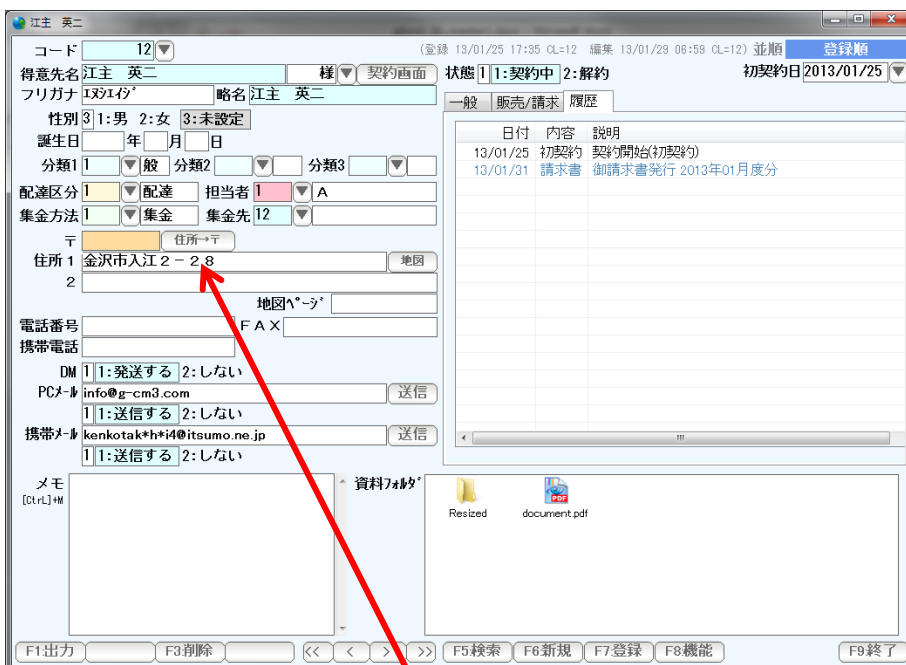 江主 英二
コード 12 (登録 13/01/25 17:35 CL=12 編集 13/01/29 06:59 CL=12) 並順 登録順
得意先名 江主 英二 様 契約画面 状態 1 1:契約中 2:解約 初契約日 2013/01/25
フリガナ ｴﾇｼｴｲｼﾞ 略名 江主 英二 一般 販売/請求 履歴
性別 3 1:男 2:女 3:未設定
誕生日 年 月 日
分類1 1 般 分類2 分類3
配達区分 1 配達 担当者 1 A
集金方法 1 集金 集金先 12
〒 住所→〒
住所 1 金沢市入江２－２８ 地図
2
地図ﾍﾟｰｼﾞ
電話番号 ＦＡＸ
携帯電話
DM 1 1:発送する 2:しない
PCﾒｰﾙ info@g-cm3.com 送信
1 1:送信する 2:しない
携帯ﾒｰﾙ kenkotak*h*i4@itsumo.ne.jp 送信
1 1:送信する 2:しない
日付 内容 説明
13/01/25 初契約 契約開始(初契約)
13/01/31 請求書 御請求書発行 2013年01月度分
メモ
[CtrL]+M
資料ﾌｫﾙﾀﾞ
Resized document.pdf
PDF
F1:出力 F3:削除 << < > >> F5:検索 F6:新規 F7:登録 F8:機能 F9:終了